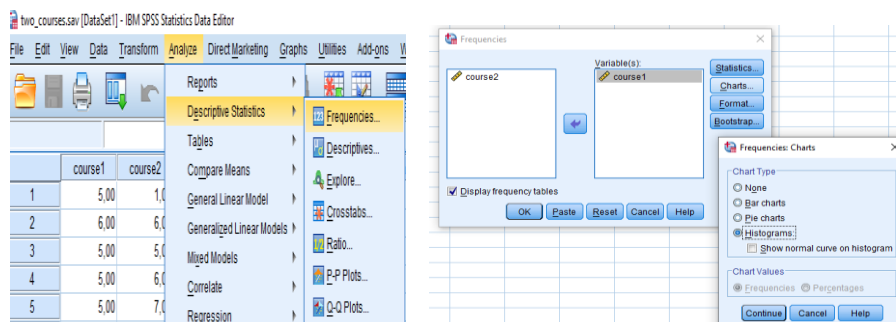 two_courses.sav [DataSet1] - IBM SPSS Statistics Data Editor
File Edit View Data Transform Analyze Direct Marketing Graphs Utilities Add-ons
Reports
Descriptive Statistics
Tables
Compare Means
General Linear Model
Generalized Linear Models
Mixed Models
Correlate
Regression
Frequencies...
Descriptives...
Explore...
Crosstabs...
Ratio...
P-P Plots...
Q-Q Plots...
course1 course2
1 5,00 1,0
2 6,00 6,0
3 5,00 5,0
4 5,00 6,0
5 5,00 7,0
Frequencies
course2
Variable(s):
course1
Statistics...
Charts...
Format...
Bootstrap...
Display frequency tables
OK Paste Reset Cancel Help
Frequencies: Charts
Chart Type
None
Bar charts
Pie charts
Histograms:
Show normal curve on histogram
Chart Values
Frequencies Percentages
Continue Cancel Help